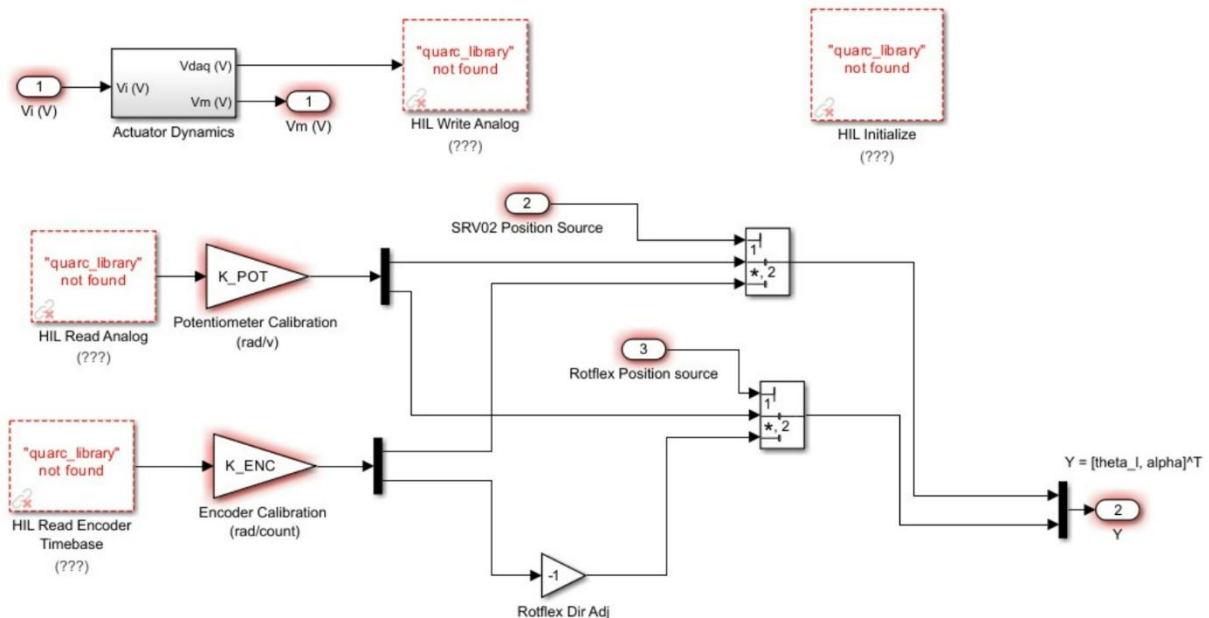 "quarc_library"
not found
HIL Write Analog
(???)
"quarc_library"
not found
HIL Initialize
(???)
1
Vi (V)
Vi (V)
Vdaq (V)
Vm (V)
Actuator Dynamics
1
Vm (V)
2
SRV02 Position Source
"quarc_library"
not found
HIL Read Analog
(???)
K_POT
Potentiometer Calibration
(rad/v)
1
*, 2
3
Rotflex Position source
1
*, 2
"quarc_library"
not found
HIL Read Encoder
Timebase
(???)
K_ENC
Encoder Calibration
(rad/count)
-1
Rotflex Dir Adj
Y = [theta_l, alpha]^T
2
Y